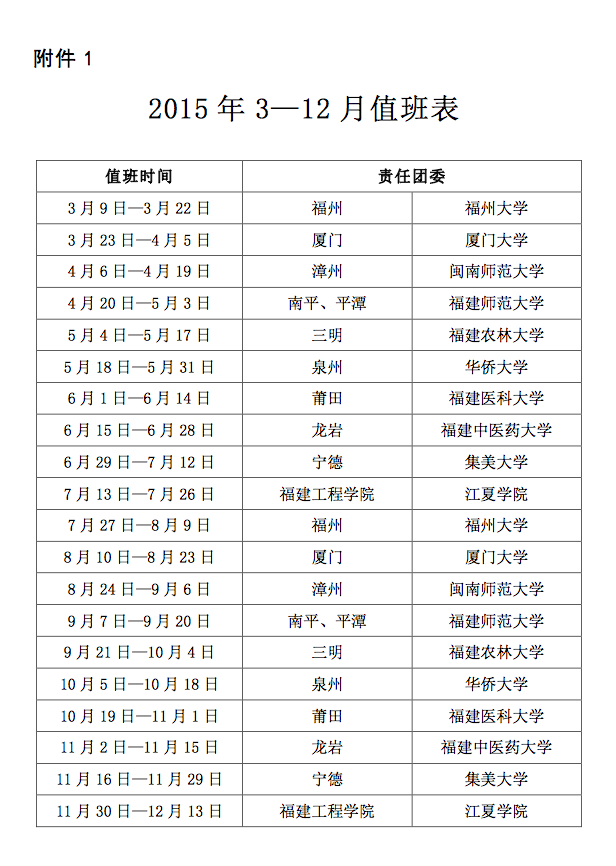 附件 1
2015 年 3—12 月值班表
值班时间 责任团委
3 月 9 日—3 月 22 日 福州 福州大学
3 月 23 日—4 月 5 日 厦门 厦门大学
4 月 6 日—4 月 19 日 漳州 闽南师范大学
4 月 20 日—5 月 3 日 南平、平潭 福建师范大学
5 月 4 日—5 月 17 日 三明 福建农林大学
5 月 18 日—5 月 31 日 泉州 华侨大学
6 月 1 日—6 月 14 日 莆田 福建医科大学
6 月 15 日—6 月 28 日 龙岩 福建中医药大学
6 月 29 日—7 月 12 日 宁德 集美大学
7 月 13 日—7 月 26 日 福建工程学院 江夏学院
7 月 27 日—8 月 9 日 福州 福州大学
8 月 10 日—8 月 23 日 厦门 厦门大学
8 月 24 日—9 月 6 日 漳州 闽南师范大学
9 月 7 日—9 月 20 日 南平、平潭 福建师范大学
9 月 21 日—10 月 4 日 三明 福建农林大学
10 月 5 日—10 月 18 日 泉州 华侨大学
10 月 19 日—11 月 1 日 莆田 福建医科大学
11 月 2 日—11 月 15 日 龙岩 福建中医药大学
11 月 16 日—11 月 29 日 宁德 集美大学
11 月 30 日—12 月 13 日 福建工程学院 江夏学院